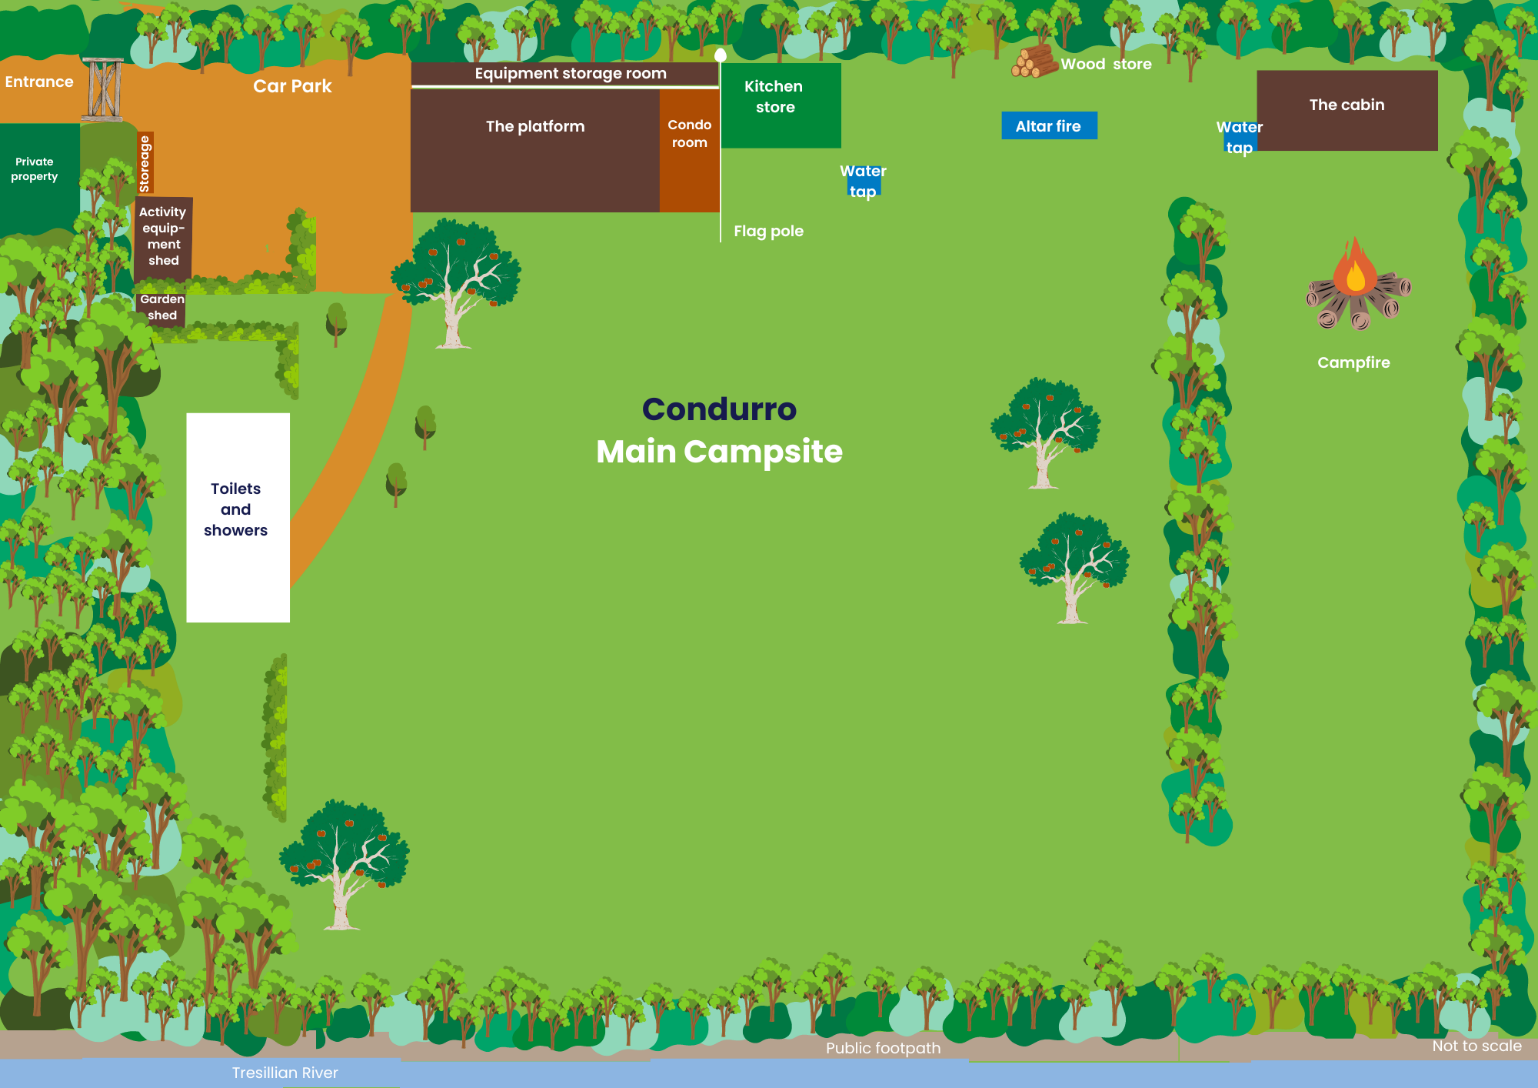 Entrance
Car Park
Equipment storage room
The platform
Condo
room
Kitchen
store
Wood store
Altar fire
The cabin
Water
tap
Water
tap
Flag pole
Private
property
Storeage
Activity
equip-
ment
shed
Garden
shed
Campfire
Condurro
Main Campsite
Toilets
and
showers
Public footpath
Not to scale
Tresillian River